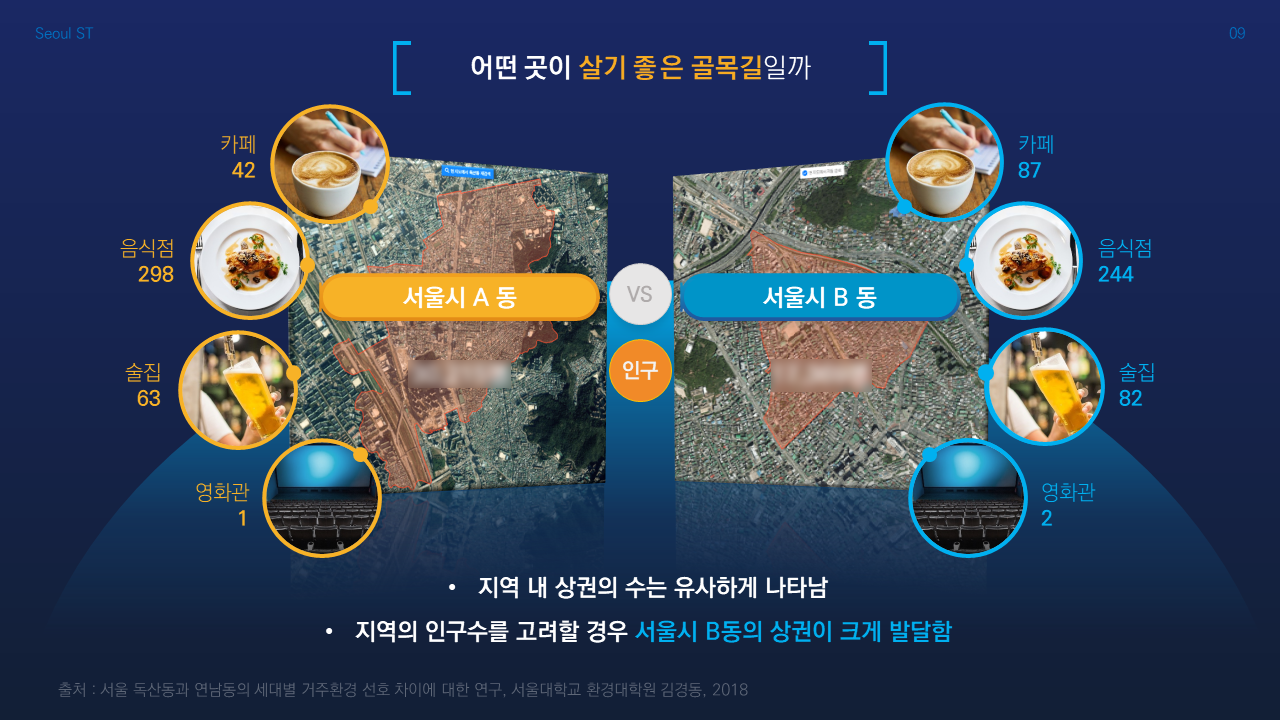 Seoul ST
09
어떤 곳이 살기 좋은 골목길일까
카페
42
음식점
298
술집
63
영화관
1
서울시 A 동
VS
인구
서울시 B 동
카페
87
음식점
244
술집
82
영화관
2
• 지역 내 상권의 수는 유사하게 나타남
• 지역의 인구수를 고려할 경우 서울시 B동의 상권이 크게 발달함
출처 : 서울 독산동과 연남동의 세대별 거주환경 선호 차이에 대한 연구, 서울대학교 환경대학원 김경동, 2018